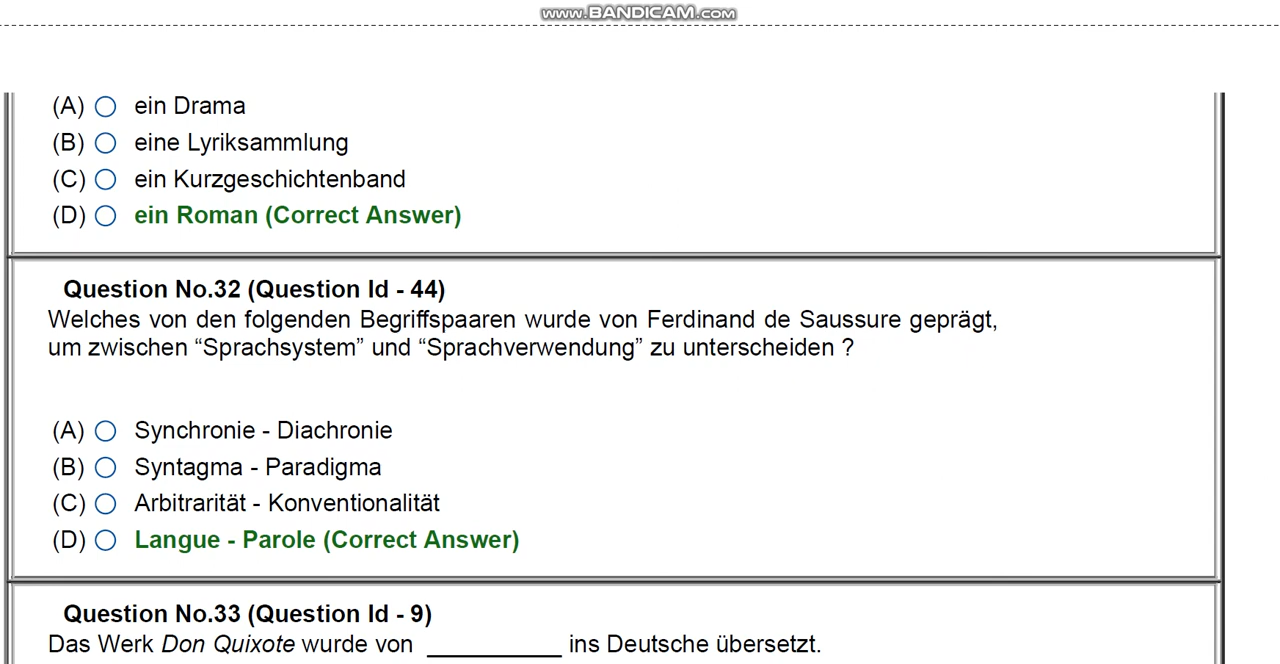 www.BANDICAM.com
(A) ein Drama
(B) eine Lyriksammlung
(C) ein Kurzgeschichtenband
(D) ein Roman (Correct Answer)
Question No.32 (Question Id - 44)
Welches von den folgenden Begriffspaaren wurde von Ferdinand de Saussure geprägt,
um zwischen “Sprachsystem” und “Sprachverwendung” zu unterscheiden ?
(A) Synchronie - Diachronie
(B) Syntagma - Paradigma
(C) Arbitrarität - Konventionalität
(D) Langue - Parole (Correct Answer)
Question No.33 (Question Id - 9)
Das Werk Don Quixote wurde von __________ ins Deutsche übersetzt.